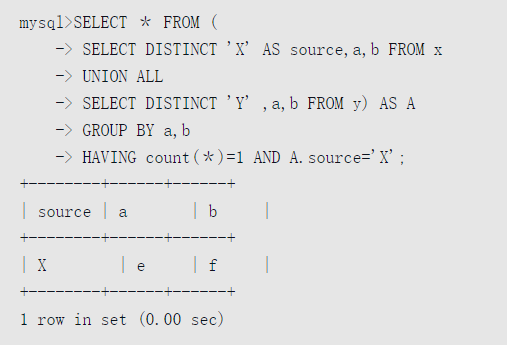 mysql>SELECT * FROM (
-> SELECT DISTINCT 'X' AS source,a,b FROM x
-> UNION ALL
-> SELECT DISTINCT 'Y' ,a,b FROM y) AS A
-> GROUP BY a,b
-> HAVING count(*)=1 AND A.source='X';
+--------+------+------+
| source | a | b |
+--------+------+------+
| X | e | f |
+--------+------+------+
1 row in set (0.00 sec)